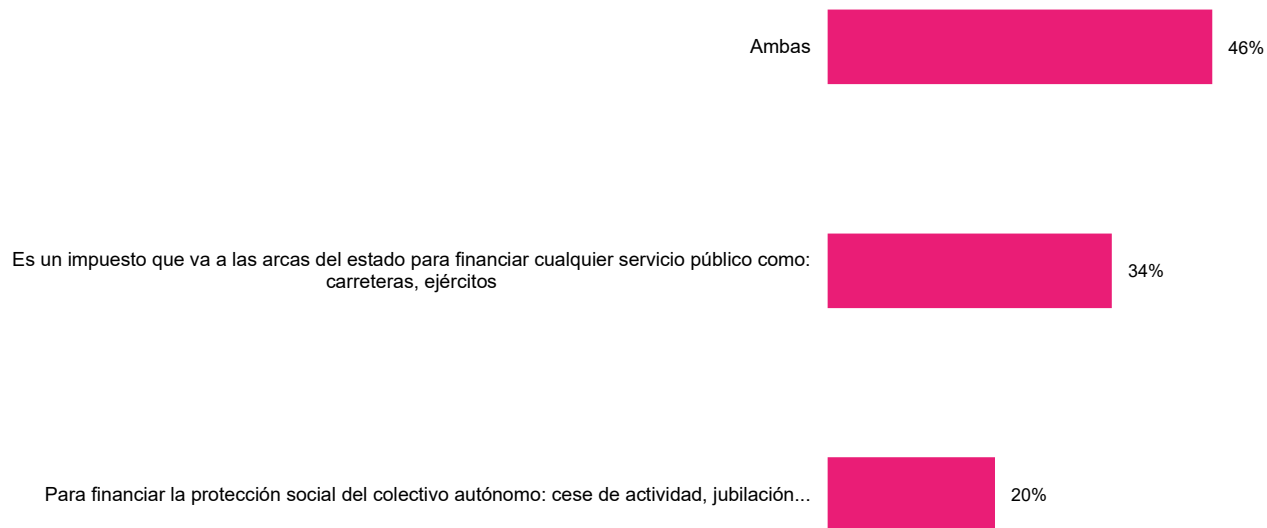 Ambas
46%
Es un impuesto que va a las arcas del estado para financiar cualquier servicio público como:
carreteras, ejércitos
34%
Para financiar la protección social del colectivo autónomo: cese de actividad, jubilación...
20%